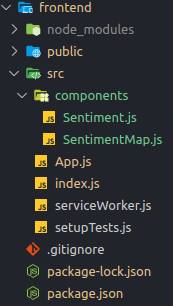 frontend
node_modules
public
src
components
Sentiment.js
SentimentMap.js
App.js
index.js
serviceWorker.js
setupTests.js
.gitignore
package-lock.json
package.json